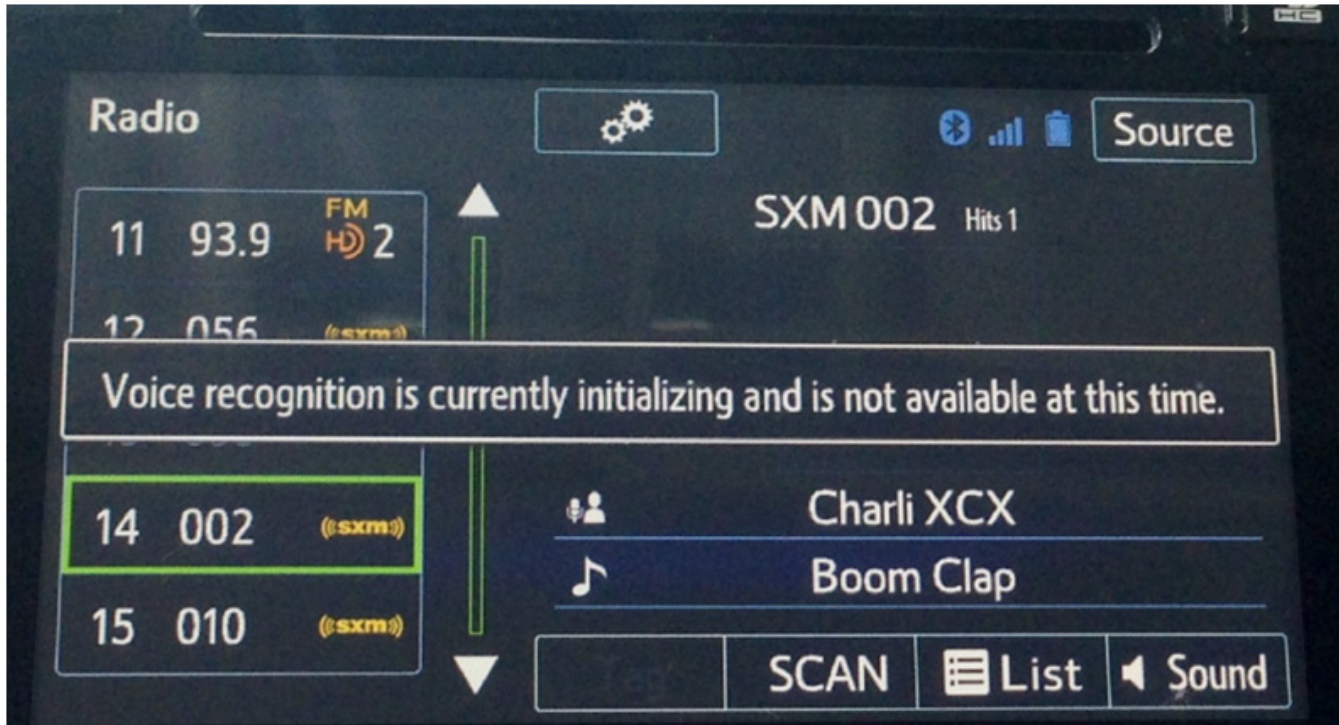 Radio
Source
11 93.9 FM HD 2
SXM 002 Hits 1
12 056 ((sxm))
Voice recognition is currently initializing and is not available at this time.
14 002 ((sxm))
Charli XCX
Boom Clap
15 010 ((sxm))
Tag SCAN List Sound